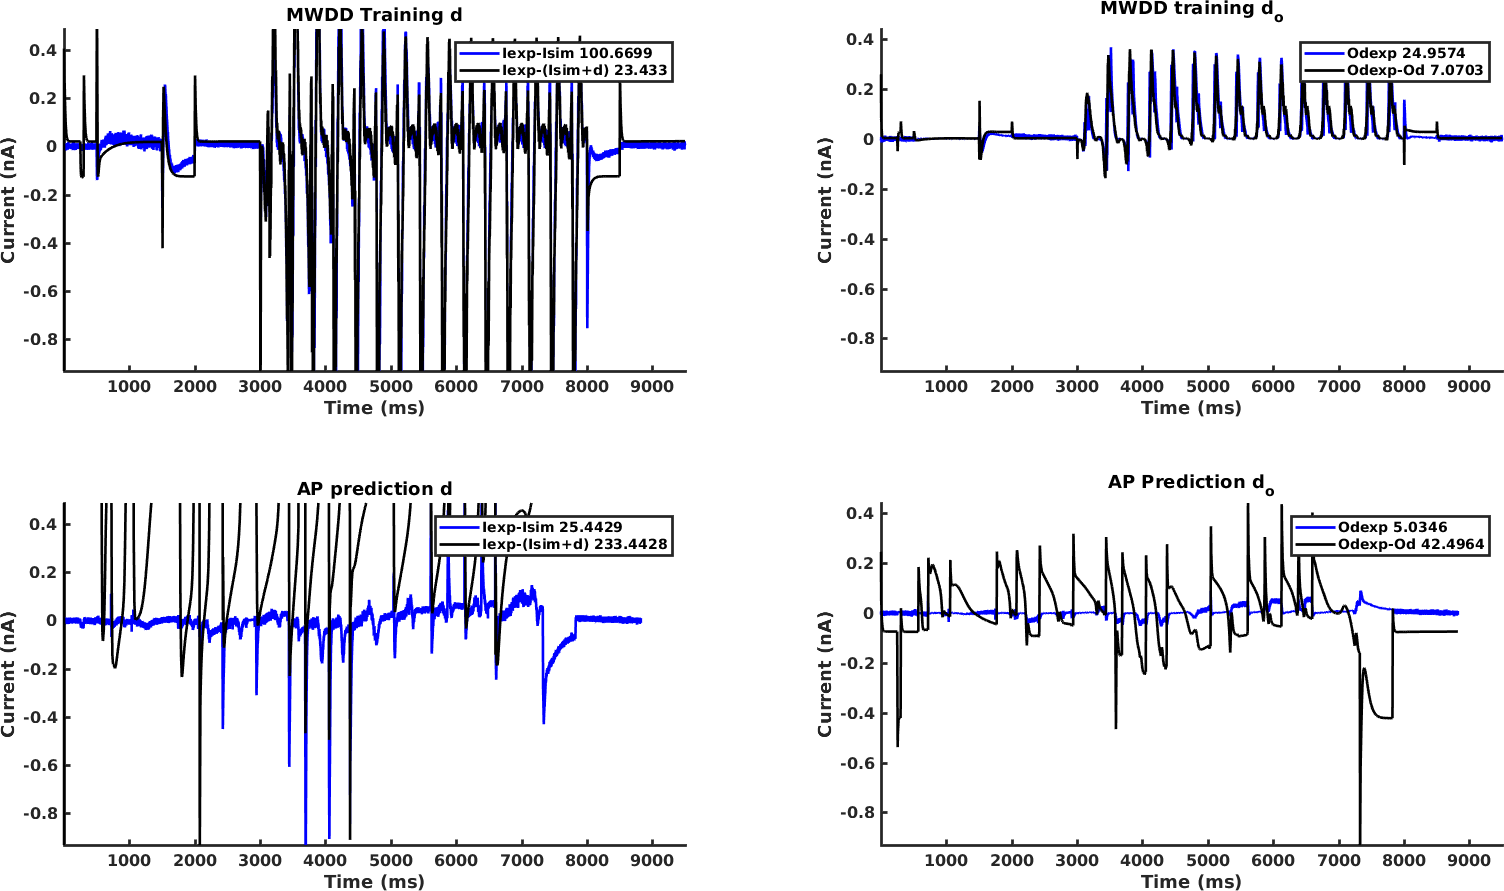 MWDD Training d
Current (nA)
0.4
0.2
0
-0.2
-0.4
-0.6
-0.8
Iexp-Isim 100.6699
Iexp-(Isim+d) 23.433
1000 2000 3000 4000 5000 6000 7000 8000 9000
Time (ms)
MWDD training do
Current (nA)
0.4
0.2
0
-0.2
-0.4
-0.6
-0.8
Odexp 24.9574
Odexp-Od 7.0703
1000 2000 3000 4000 5000 6000 7000 8000 9000
Time (ms)
AP prediction d
Current (nA)
0.4
0.2
0
-0.2
-0.4
-0.6
-0.8
Iexp-Isim 25.4429
Iexp-(Isim+d) 233.4428
1000 2000 3000 4000 5000 6000 7000 8000 9000
Time (ms)
AP Prediction do
Current (nA)
0.4
0.2
0
-0.2
-0.4
-0.6
-0.8
Odexp 5.0346
Odexp-Od 42.4964
1000 2000 3000 4000 5000 6000 7000 8000 9000
Time (ms)